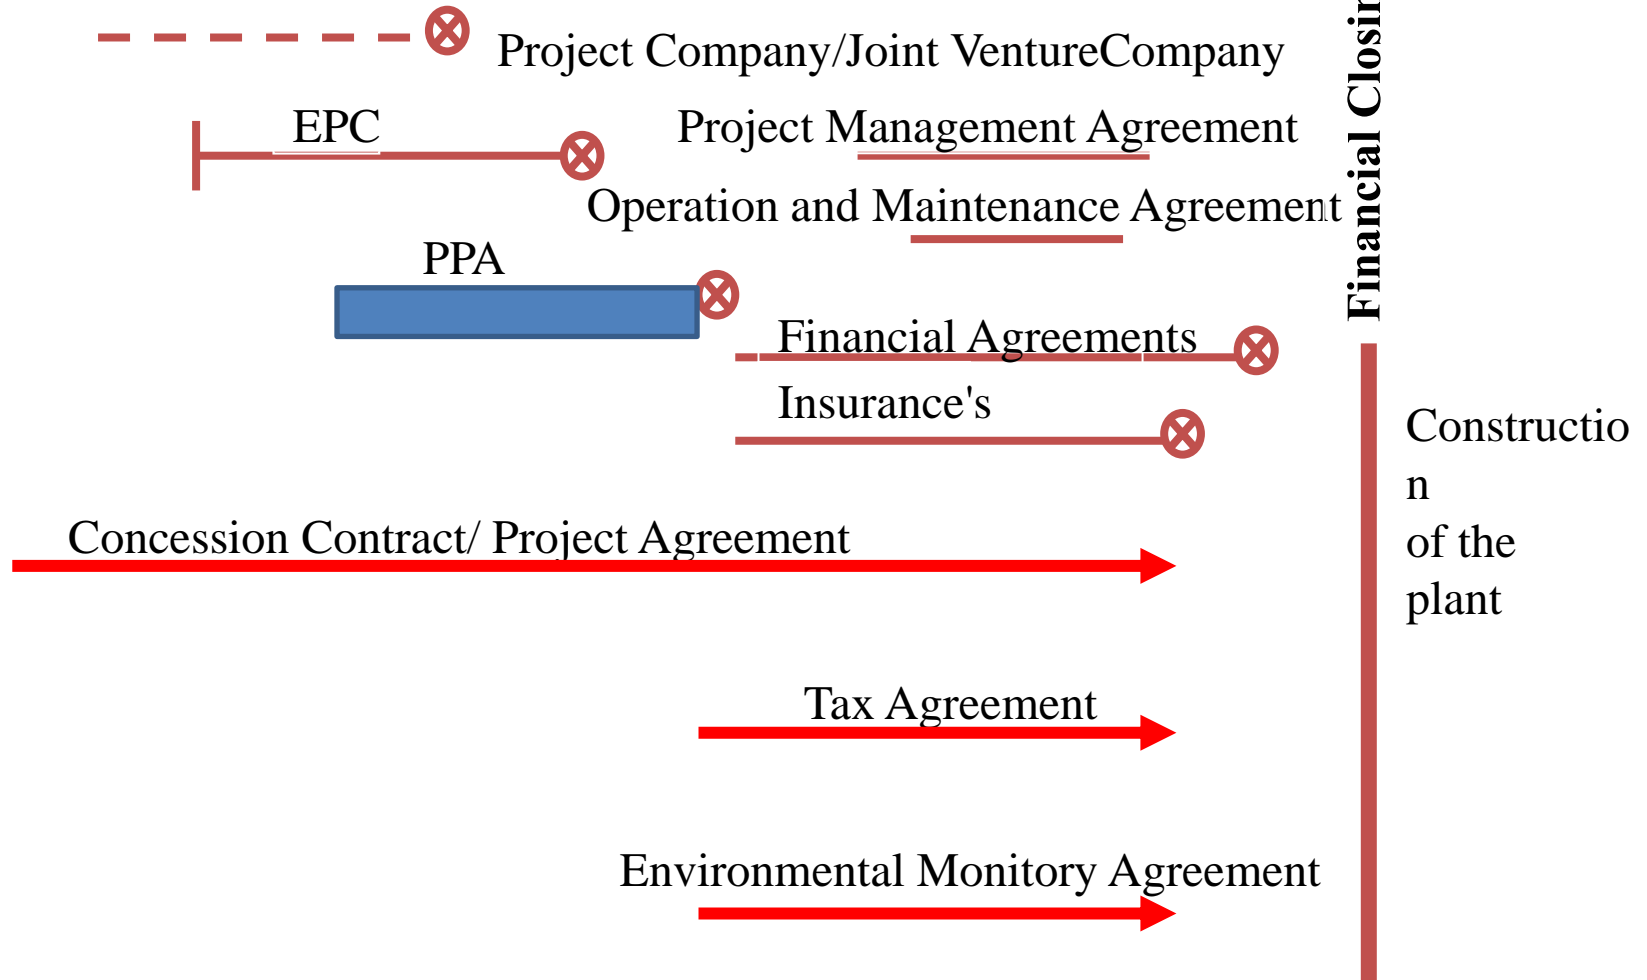 Project Company/Joint VentureCompany
EPC
Project Management Agreement
Operation and Maintenance Agreement
PPA
Financial Agreements
Insurance's
Concession Contract/ Project Agreement
Tax Agreement
Environmental Monitory Agreement
Financial Closin
Constructio
n
of the
plant